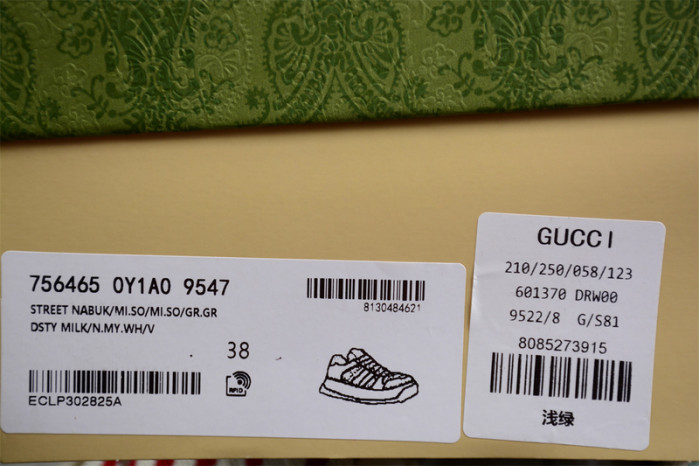 756465 0Y1A0 9547
STREET NABUK/MI.SO/MI.SO/GR.GR
DSTY MILK/N.MY.WH/V
8130484621
38
RFID
ECLP302825A
GUCCI
210/250/058/123
601370 DRW00
9522/8 G/S81
8085273915
浅绿